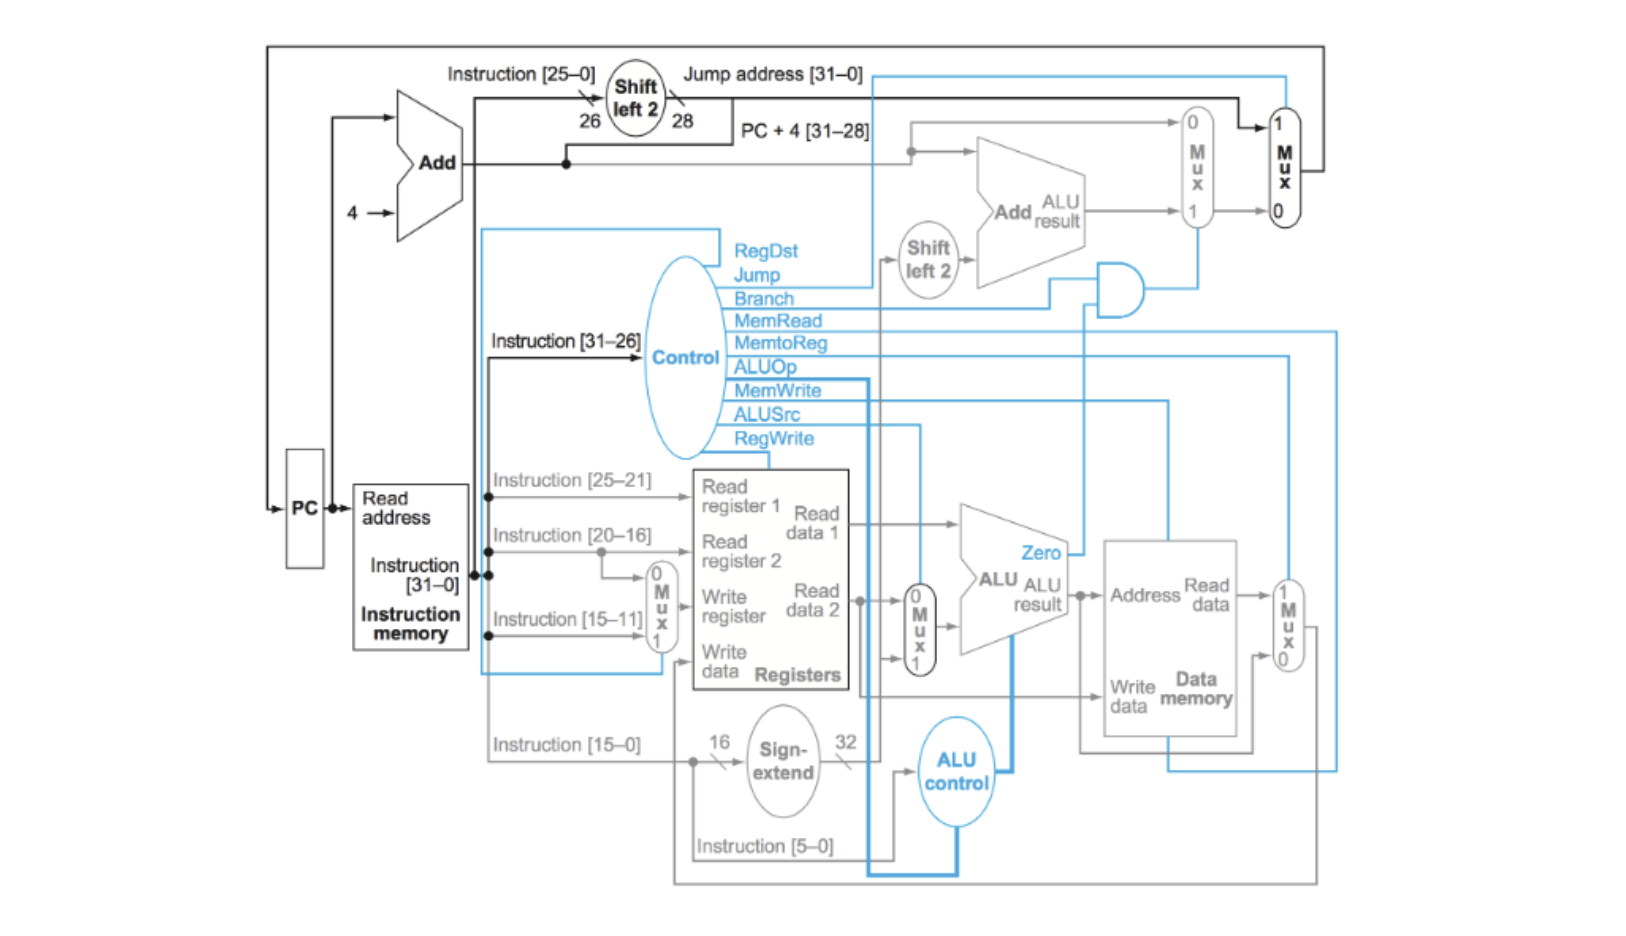 Instruction [25–0]
Shift
left 2
Jump address [31–0]
26
28
PC + 4 [31–28]
Add
4
0
M
u
x
1
1
M
u
x
0
Add
ALU
result
Shift
left 2
RegDst
Jump
Branch
MemRead
MemtoReg
ALUOp
MemWrite
ALUSrc
RegWrite
Instruction [31–26]
Control
PC
Read
address
Instruction
[31–0]
Instruction
memory
Instruction [25–21]
Instruction [20–16]
Instruction [15–11]
0
M
u
x
1
Read
register 1
Read
register 2
Write
register
Write
data
Read
data 1
Read
data 2
Registers
0
M
u
x
1
Zero
ALU
ALU
result
Address
Read
data
Write
data
Data
memory
1
M
u
x
0
Instruction [15–0]
16
Sign-
extend
32
ALU
control
Instruction [5–0]